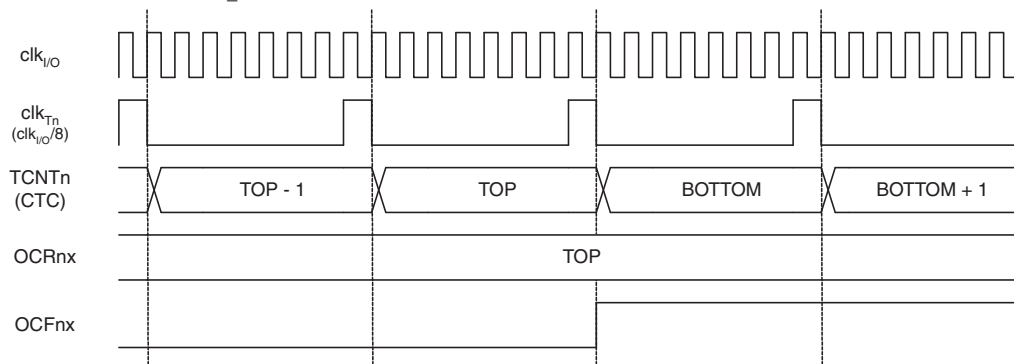 clkI/O
clkTn
(clkI/O/8)
TCNTn
(CTC)
TOP - 1
TOP
BOTTOM
BOTTOM + 1
OCRnx
TOP
OCFnx